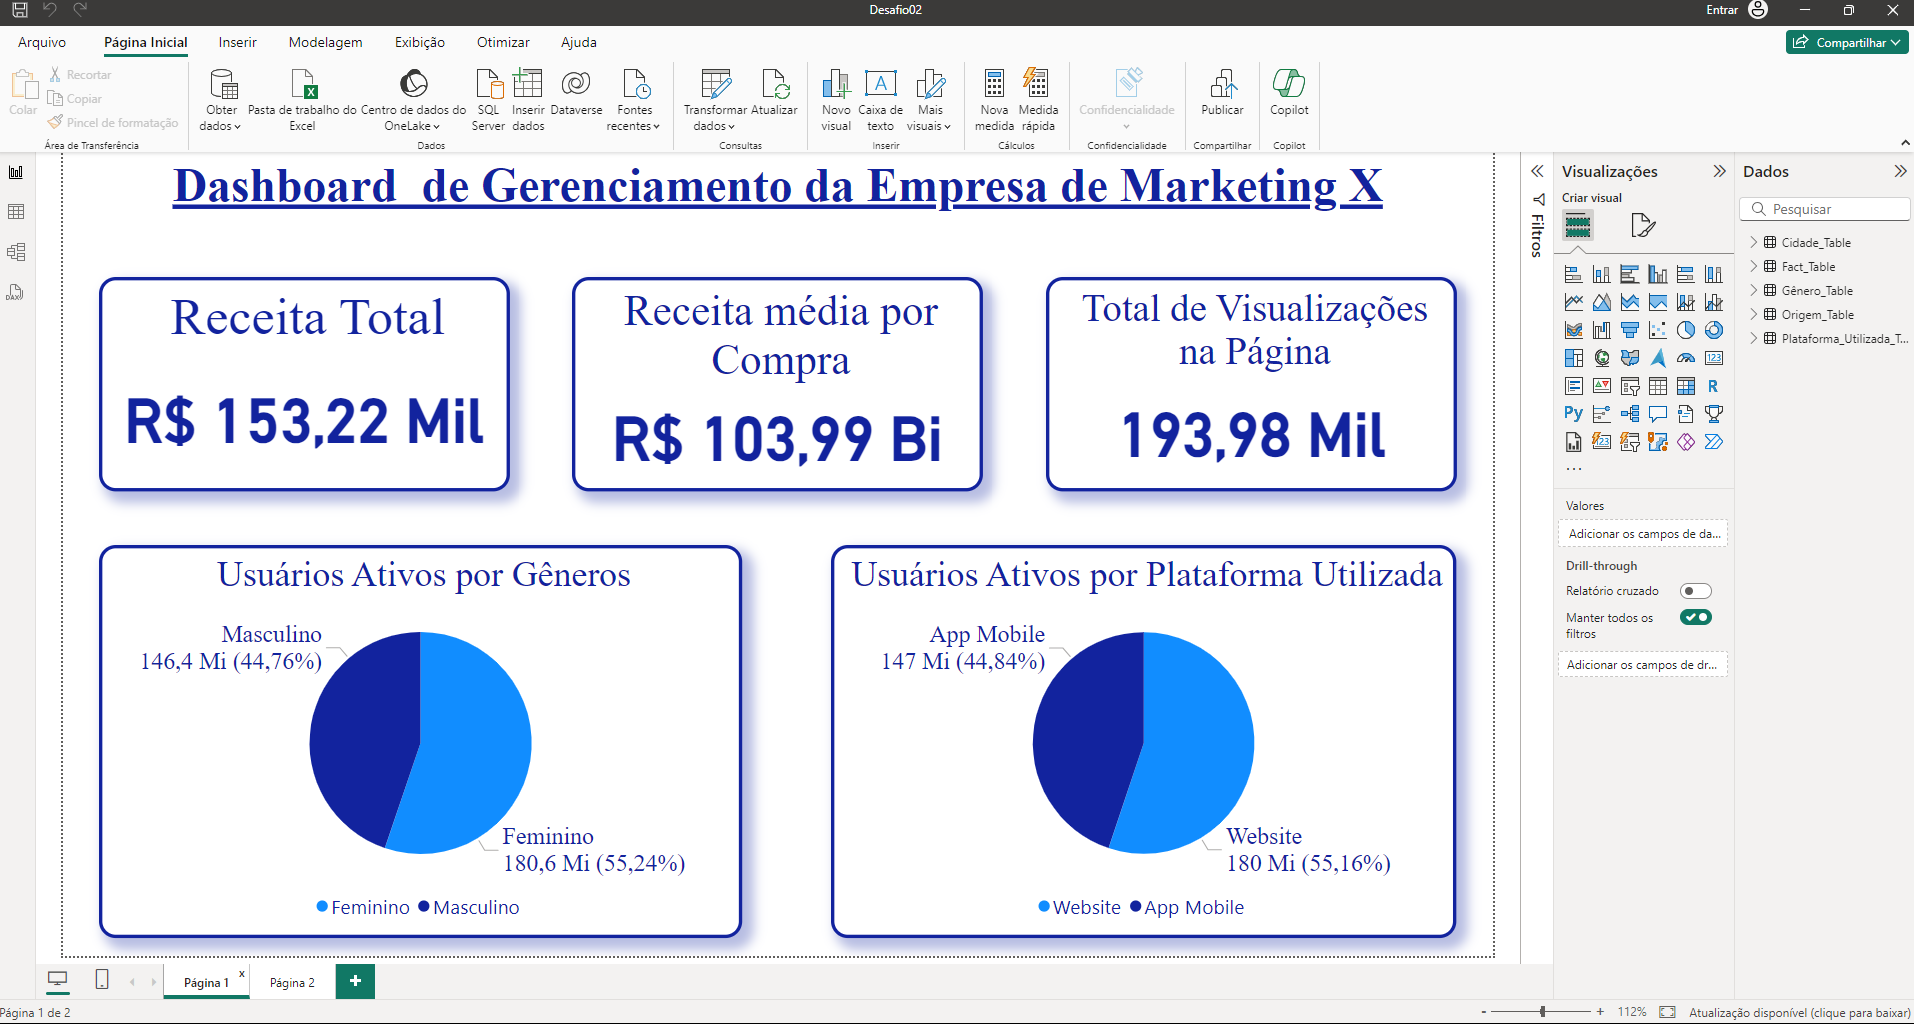 Desafio02
Entrar
Arquivo
Página Inicial
Inserir
Modelagem
Exibição
Otimizar
Ajuda
Compartilhar
Colar
Recortar
Copiar
Pincel de formatação
Área de Transferência
Obter
dados
Pasta de trabalho do
Excel
Centro de dados do
OneLake
SQL
Server
Inserir
dados
Dataverse
Fontes
recentes
Dados
Transformar
dados
Atualizar
Consultas
Novo
visual
Caixa de
texto
Mais
visuais
Inserir
Nova
medida
Medida
rápida
Cálculos
Confidencialidade
Confidencialidade
Publicar
Compartilhar
Copilot
Copilot
Dashboard  de Gerenciamento da Empresa de Marketing X
Receita Total
R$ 153,22 Mil
Receita média por
Compra
R$ 103,99 Bi
Total de Visualizações
na Página
193,98 Mil
Usuários Ativos por Gêneros
Masculino
146,4 Mi (44,76%)
Feminino
180,6 Mi (55,24%)
Feminino
Masculino
Usuários Ativos por Plataforma Utilizada
App Mobile
147 Mi (44,84%)
Website
180 Mi (55,16%)
Website
App Mobile
Filtros
Visualizações
Criar visual
R
Py
123
...
Valores
Adicionar os campos de da...
Drill-through
Relatório cruzado
Manter todos os
filtros
Adicionar os campos de dr...
Dados
Pesquisar
Cidade_Table
Fact_Table
Gênero_Table
Origem_Table
Plataforma_Utilizada_T...
Página 1
x
Página 2
+
Página 1 de 2
- + 112%
Atualização disponível (clique para baixar)